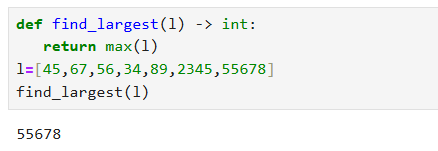 def find_largest(l) -> int:
   return max(l)
l=[45,67,56,34,89,2345,55678]
find_largest(l)
55678